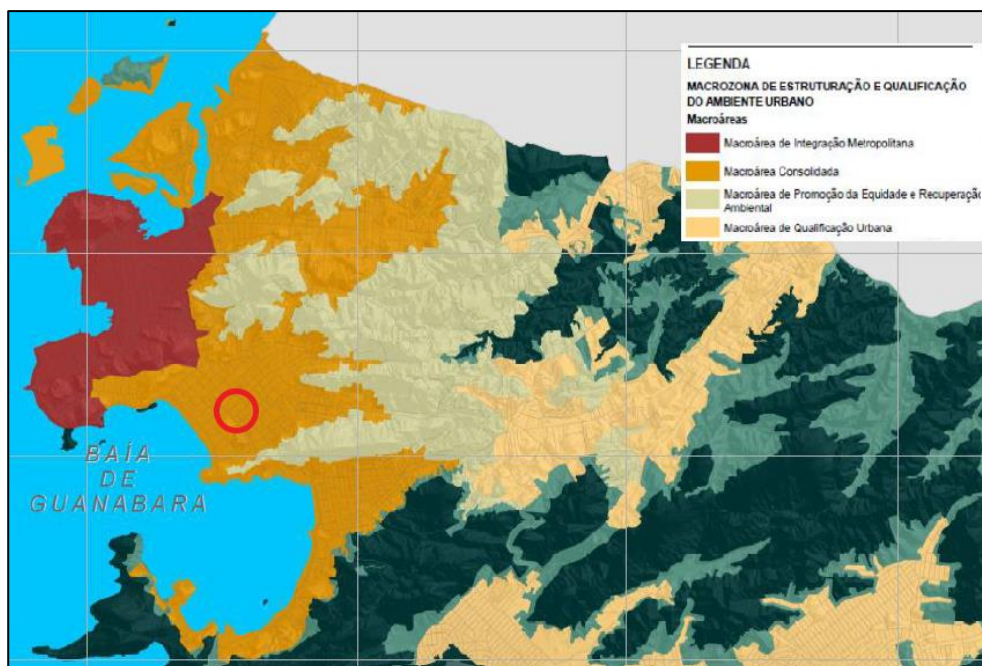 LEGENDA
MACROZONA DE ESTRUTURAÇÃO E QUALIFICAÇÃO
DO AMBIENTE URBANO
Macroáreas
Macroárea de Integração Metropolitana
Macroárea Consolidada
Macroárea de Promoção da Equidade e Recuperação
Ambiental
Macroárea de Qualificação Urbana
BAÍA
DE
GUANABARA